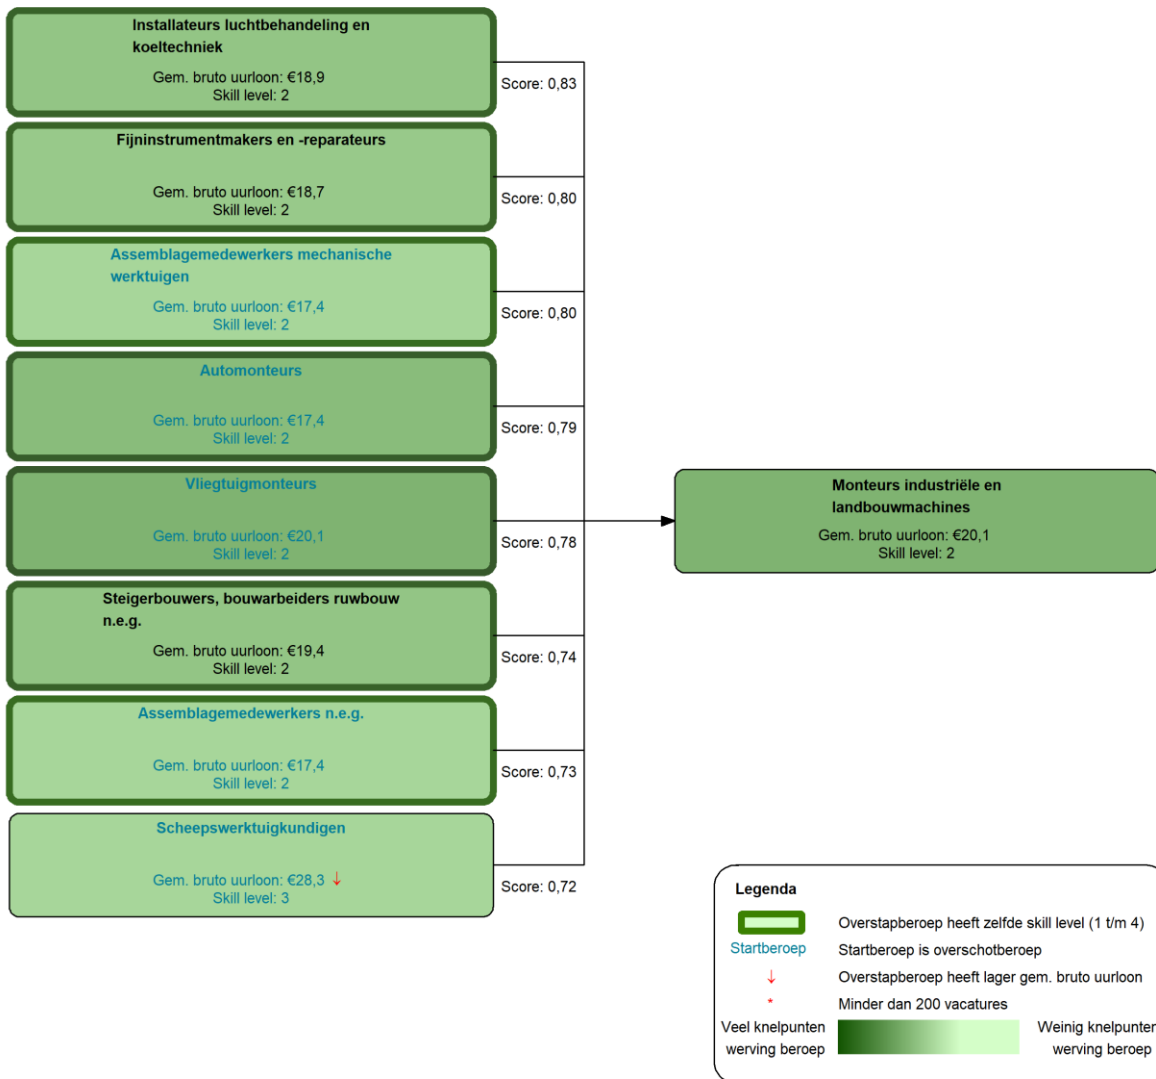 Installateurs luchtbehandeling en
koeltechniek
Gem. bruto uurloon: €18,9
Skill level: 2
Score: 0,83
Fijninstrumentmakers en -reparateurs
Gem. bruto uurloon: €18,7
Skill level: 2
Score: 0,80
Assemblagemedewerkers mechanische
werktuigen
Gem. bruto uurloon: €17,4
Skill level: 2
Score: 0,80
Automonteurs
Gem. bruto uurloon: €17,4
Skill level: 2
Score: 0,79
Vliegtuigmonteurs
Gem. bruto uurloon: €20,1
Skill level: 2
Score: 0,78
Steigerbouwers, bouwarbeiders ruwbouw
n.e.g.
Gem. bruto uurloon: €19,4
Skill level: 2
Score: 0,74
Assemblagemedewerkers n.e.g.
Gem. bruto uurloon: €17,4
Skill level: 2
Score: 0,73
Scheepswerktuigkundigen
Gem. bruto uurloon: €28,3 ↓
Skill level: 3
Score: 0,72
Monteurs industriële en
landbouwmachines
Gem. bruto uurloon: €20,1
Skill level: 2
Legenda
Overstapberoep heeft zelfde skill level (1 t/m 4)
Startberoep Startberoep is overschotberoep
↓ Overstapberoep heeft lager gem. bruto uurloon
* Minder dan 200 vacatures
Veel knelpunten Weinig knelpunten
werving beroep werving beroep